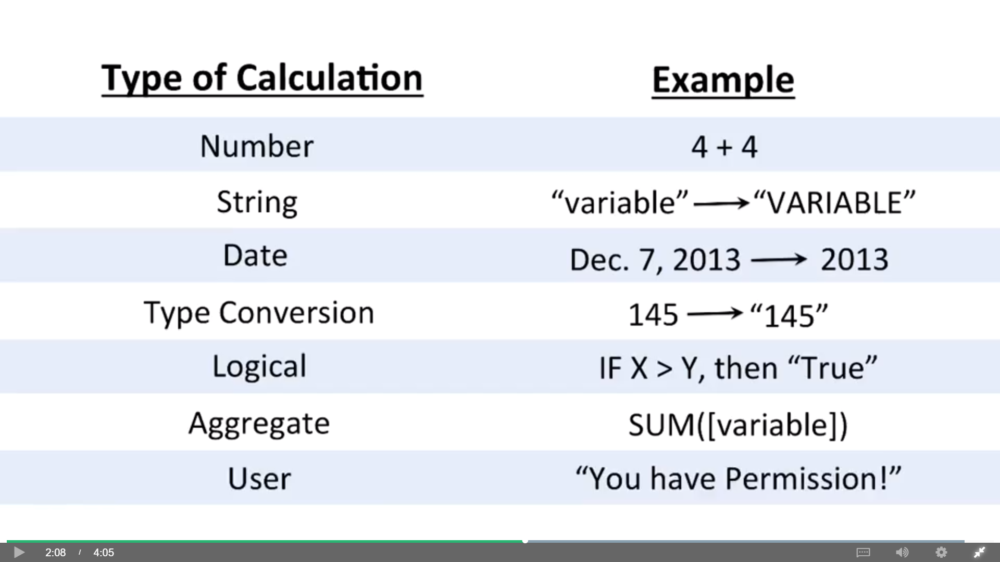 Type of Calculation Example
Number 4 + 4
String “variable” → “VARIABLE”
Date Dec. 7, 2013 → 2013
Type Conversion 145 → “145”
Logical IF X > Y, then “True”
Aggregate SUM([variable])
User “You have Permission!”
2:08 / 4:05